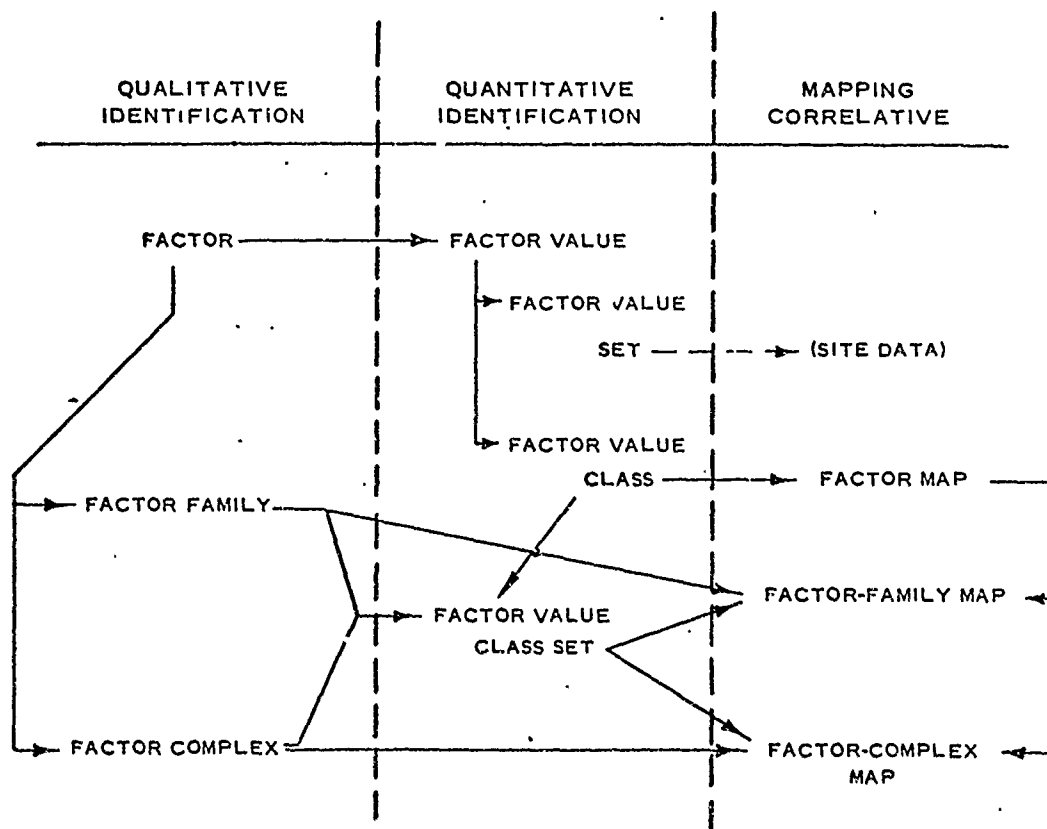 QUALITATIVE
IDENTIFICATION
QUANTITATIVE
IDENTIFICATION
MAPPING
CORRELATIVE
FACTOR
FACTOR VALUE
FACTOR VALUE
SET
(SITE DATA)
FACTOR VALUE
CLASS
FACTOR MAP
FACTOR FAMILY
FACTOR-FAMILY MAP
FACTOR VALUE
CLASS SET
FACTOR COMPLEX
FACTOR-COMPLEX
MAP